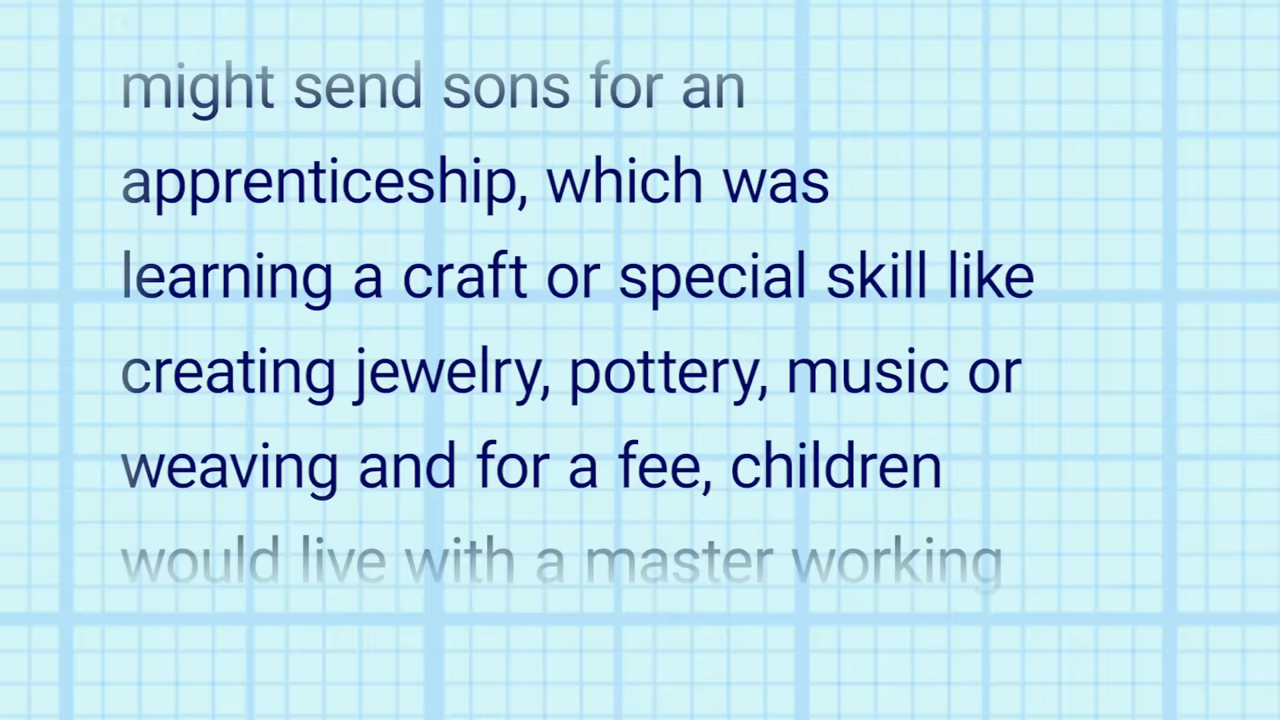 might send sons for an
apprenticeship, which was
learning a craft or special skill like
creating jewelry, pottery, music or
weaving and for a fee, children
would live with a master working